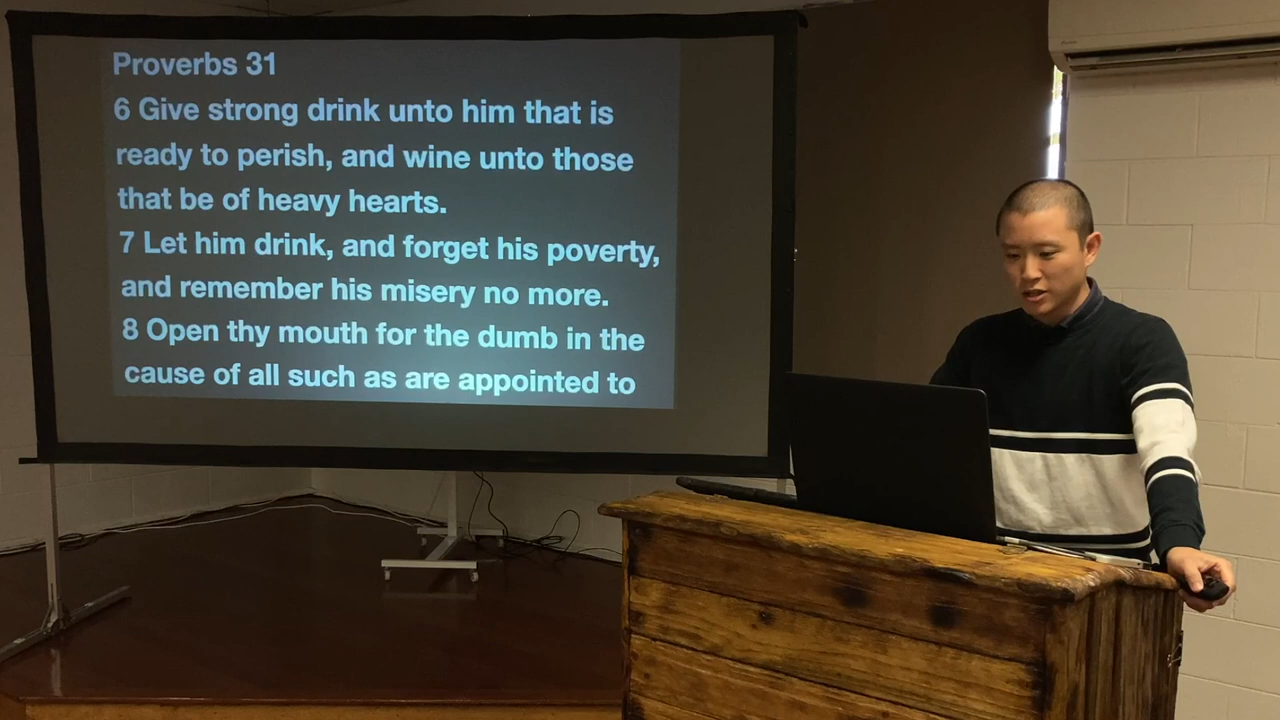 Proverbs 31
6 Give strong drink unto him that is
ready to perish, and wine unto those
that be of heavy hearts.
7 Let him drink, and forget his poverty,
and remember his misery no more.
8 Open thy mouth for the dumb in the
cause of all such as are appointed to